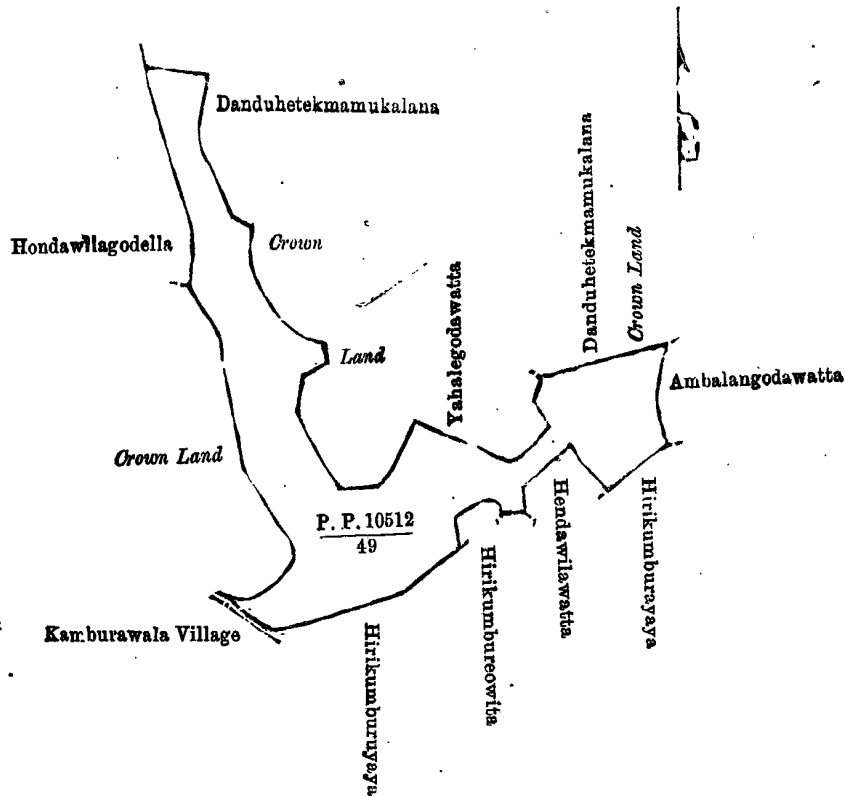 Danduhetekmamukalana
Danduhetekmamukalana
Crown Land
Hondawilagodella
Crown
Yahalegodawatta
Land
Ambalangodawatta
Crown Land
P. P. 10512
49
Hirikumbureowita
Hendawilawatta
Hirikumburayaya
Kamburawala Village
Hirikumburuyaya